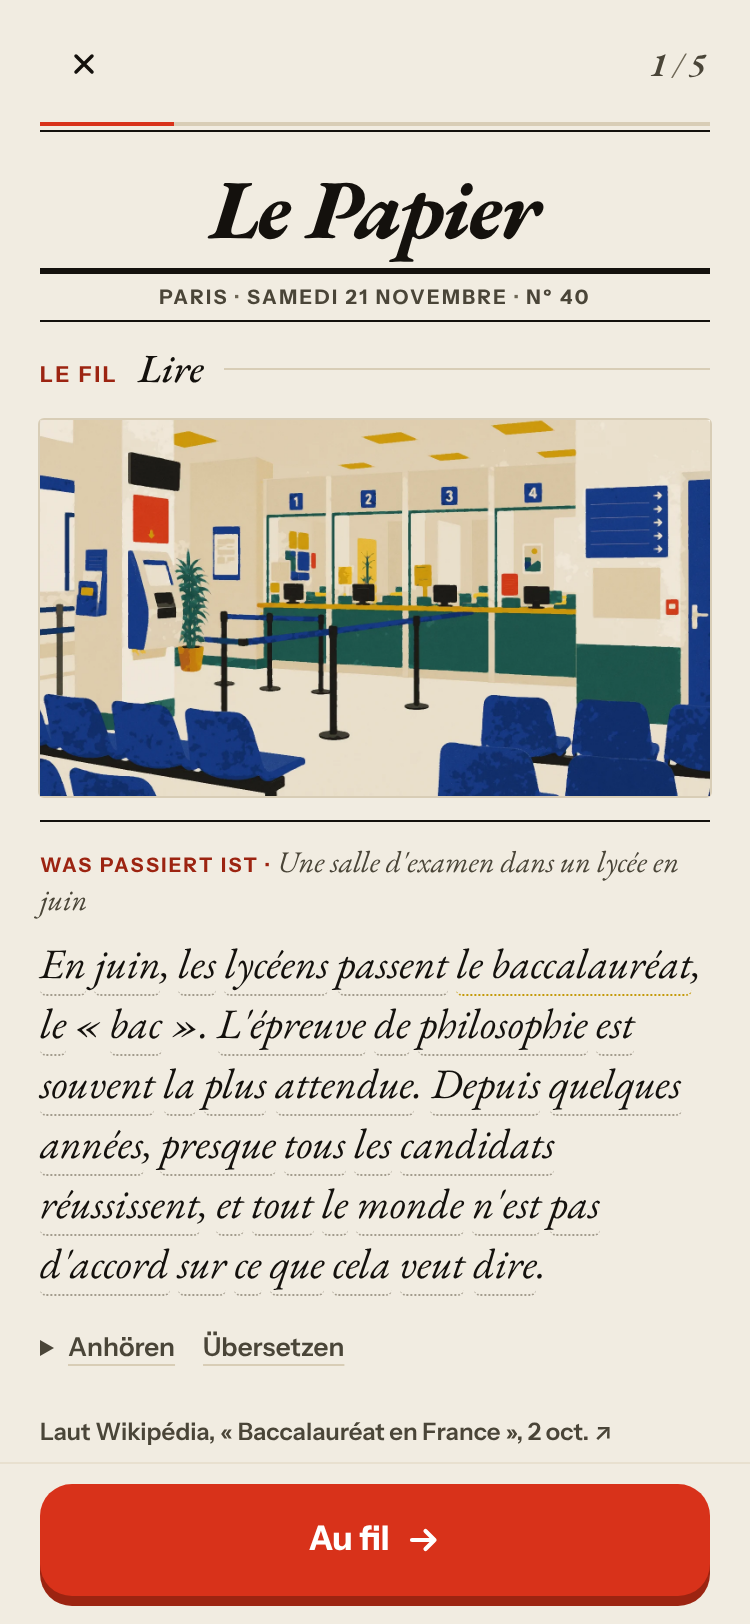 1 / 5
Le Papier
PARIS · SAMEDI 21 NOVEMBRE · N° 40
LE FIL Lire
1 2 3 4
WAS PASSIERT IST · Une salle d'examen dans un lycée en
juin
En juin, les lycéens passent le baccalauréat,
le « bac ». L'épreuve de philosophie est
souvent la plus attendue. Depuis quelques
années, presque tous les candidats
réussissent, et tout le monde n'est pas
d'accord sur ce que cela veut dire.
Anhören Übersetzen
Laut Wikipédia, « Baccalauréat en France », 2 oct. ↗
Au fil →